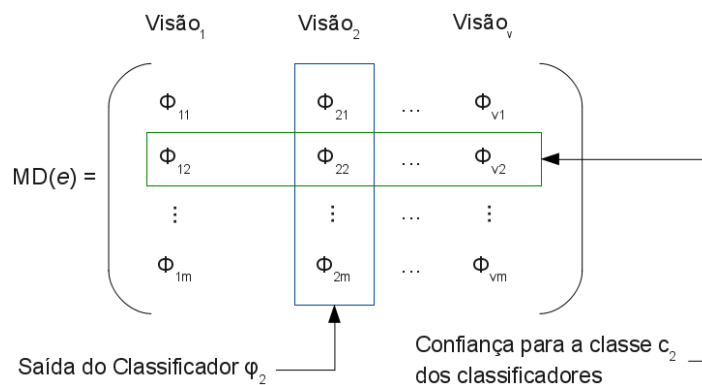 Visão₁ Visão₂ Visãoᵥ
Φ₁₁ Φ₂₁ ... Φᵥ₁
Φ₁₂ Φ₂₂ ... Φᵥ₂
MD(e) =
⋮ ⋮ ... ⋮
Φ₁ₘ Φ₂ₘ ... Φᵥₘ
Saída do Classificador φ₂
Confiança para a classe c₂
dos classificadores